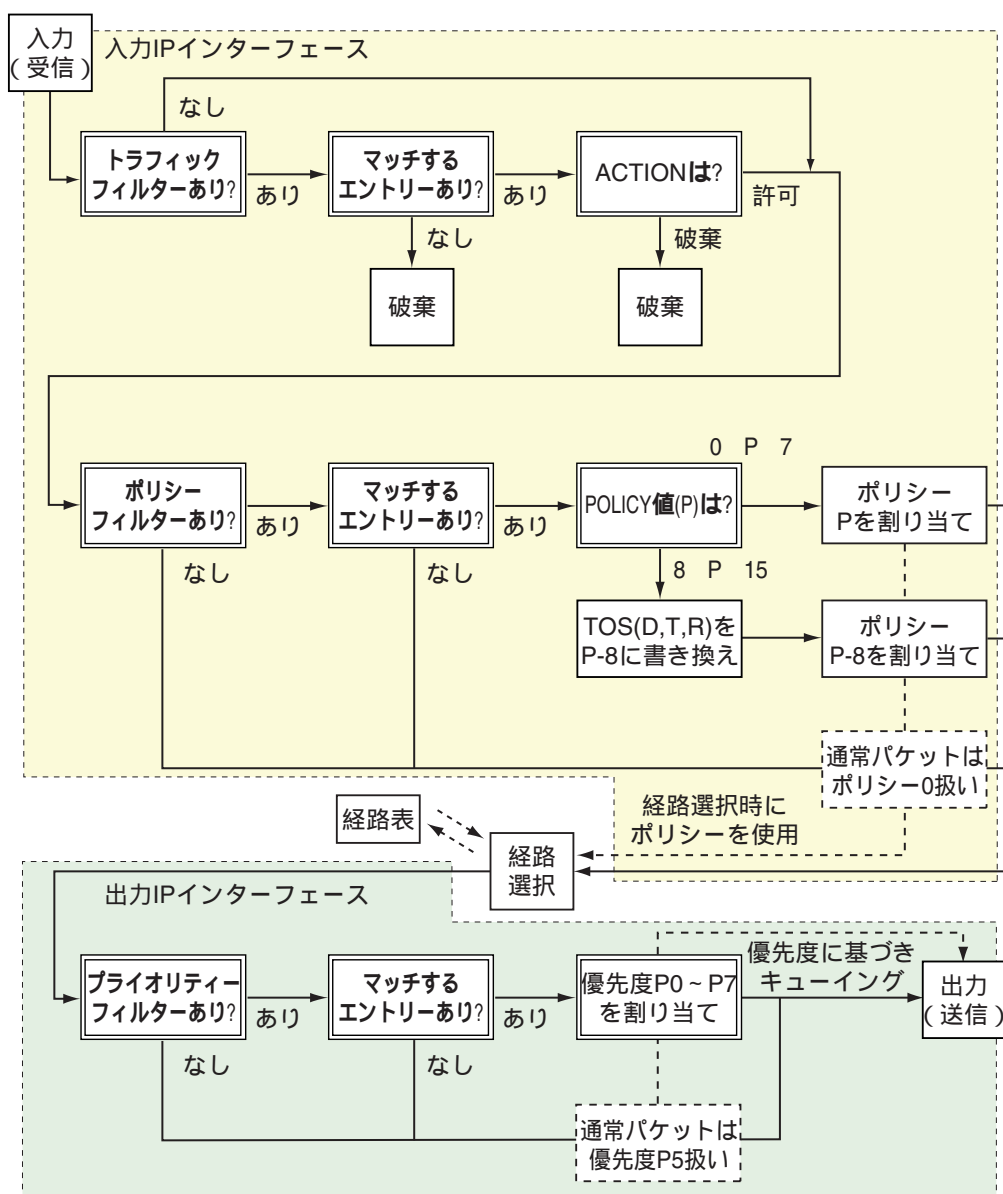 入力
(受信)
入力IPインターフェース
なし
トラフィック
フィルターあり?
あり
マッチする
エントリーあり?
あり
ACTIONは?
許可
なし
破棄
破棄
破棄
ポリシー
フィルターあり?
あり
なし
マッチする
エントリーあり?
あり
なし
POLICY値(P)は?
0 P 7
ポリシー
Pを割り当て
8 P 15
TOS(D,T,R)を
P-8に書き換え
ポリシー
P-8を割り当て
通常パケットは
ポリシー0扱い
経路選択時に
ポリシーを使用
経路表
経路
選択
出力IPインターフェース
プライオリティー
フィルターあり?
あり
なし
マッチする
エントリーあり?
あり
なし
優先度P0~P7
を割り当て
優先度に基づき
キューイング
出力
(送信)
通常パケットは
優先度P5扱い